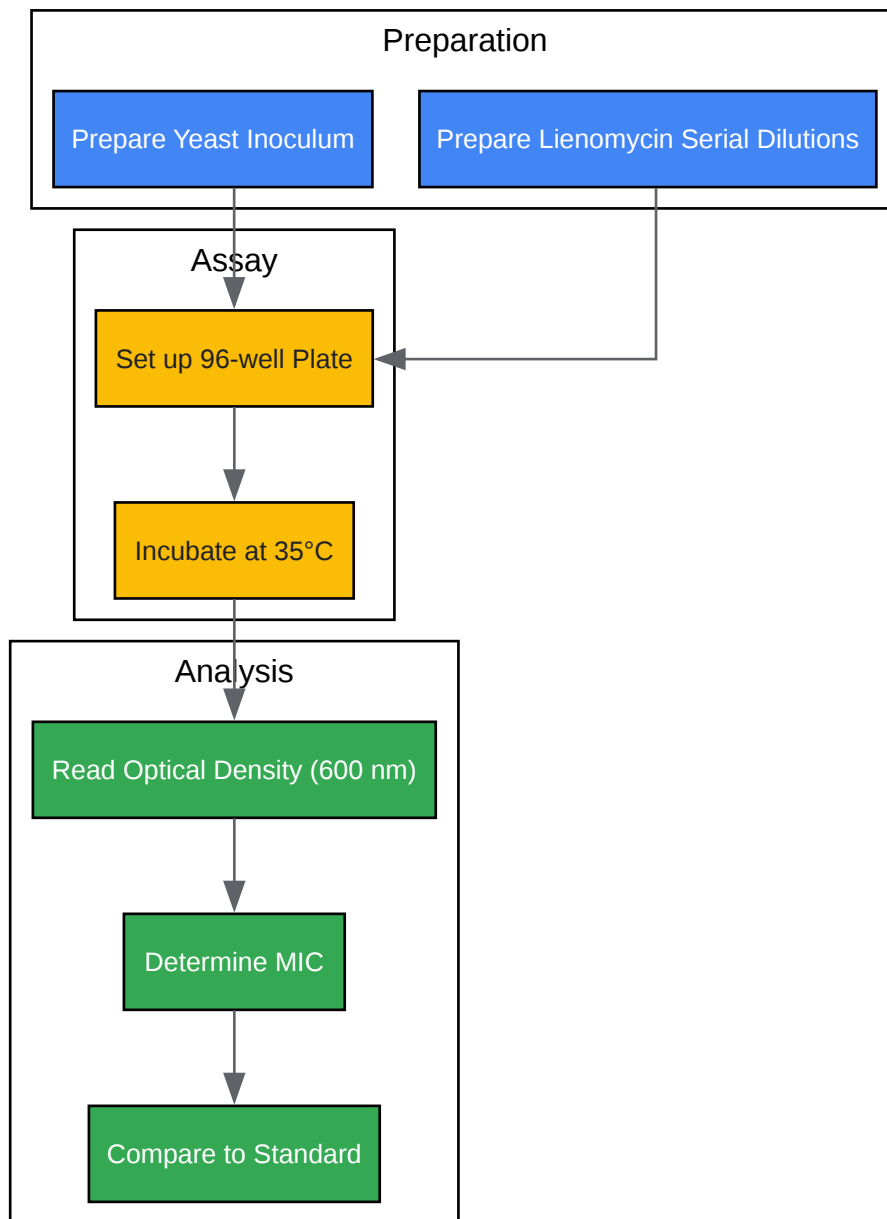 Preparation
Prepare Yeast Inoculum
Prepare Lienomycin Serial Dilutions
Assay
Set up 96-well Plate
Incubate at 35°C
Analysis
Read Optical Density (600 nm)
Determine MIC
Compare to Standard